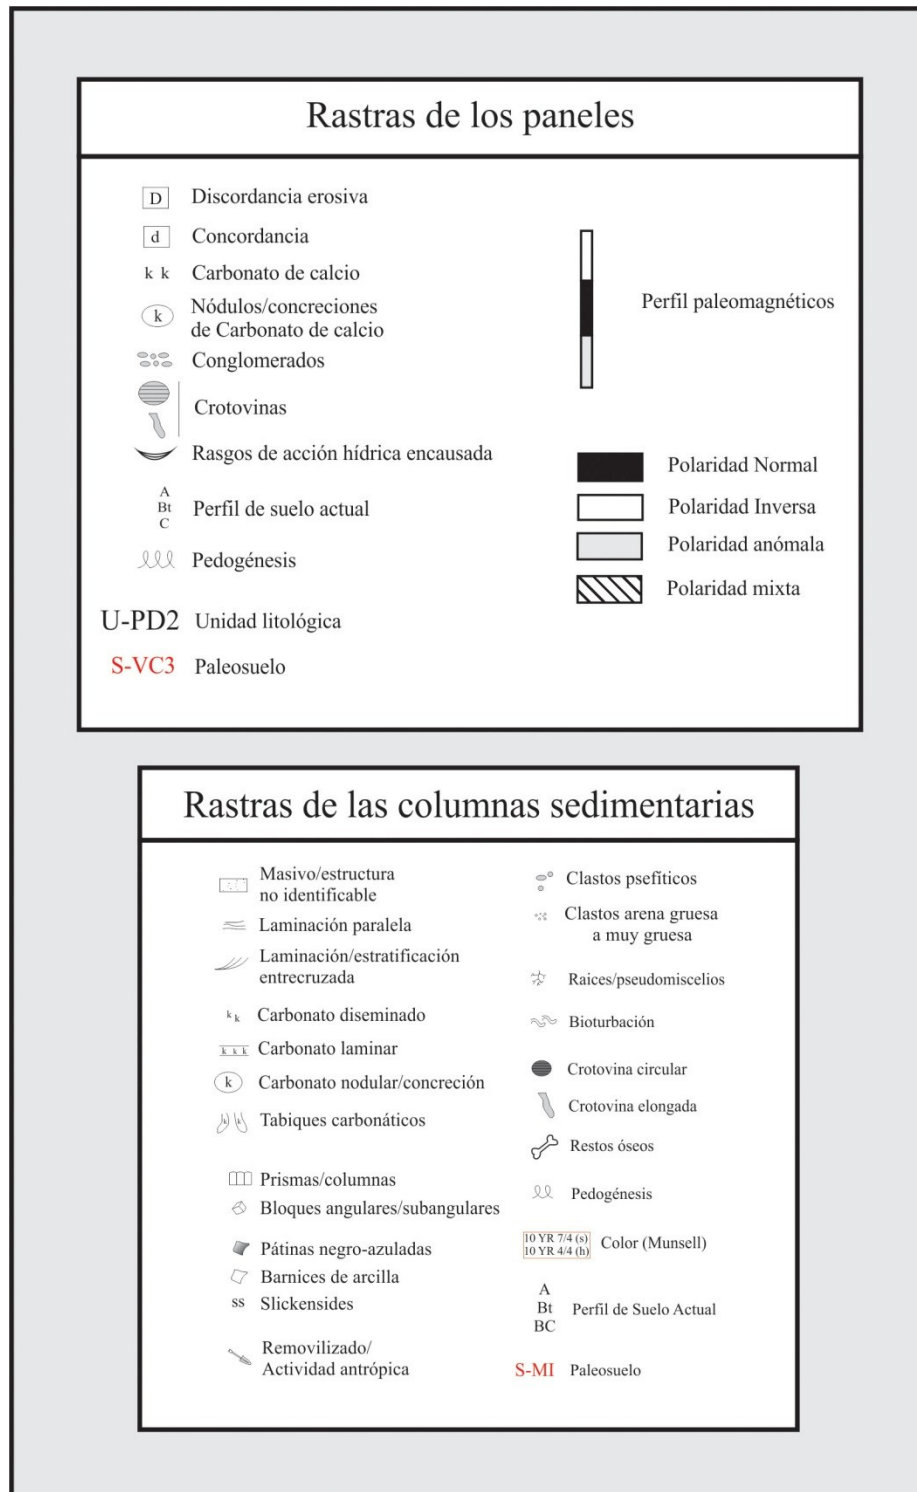 Rastras de los paneles
D Discordancia erosiva
d Concordancia
k k Carbonato de calcio
k Nódulos/concreciones
de Carbonato de calcio
Conglomerados
Crotovinas
Rasgos de acción hídrica encausada
A
Bt
C
Perfil de suelo actual
Pedogénesis
U-PD2 Unidad litológica
S-VC3 Paleosuelo
Perfil paleomagnéticos
Polaridad Normal
Polaridad Inversa
Polaridad anómala
Polaridad mixta
Rastras de las columnas sedimentarias
Masivo/estructura
no identificable
Laminación paralela
Laminación/estratificación
entrecruzada
k k Carbonato diseminado
k k k Carbonato laminar
k Carbonato nodular/concreción
k k Tabiques carbonáticos
Prismas/columnas
Bloques angulares/subangulares
Pátinas negro-azuladas
Barnices de arcilla
ss Slickensides
Removilizado/
Actividad antrópica
Clastos psefíticos
Clastos arena gruesa
a muy gruesa
Raices/pseudomiscelios
Bioturbación
Crotovina circular
Crotovina elongada
Restos óseos
Pedogénesis
10 YR 7/4 (s)
10 YR 4/4 (h)
Color (Munsell)
A
Bt
BC
Perfil de Suelo Actual
S-MI Paleosuelo